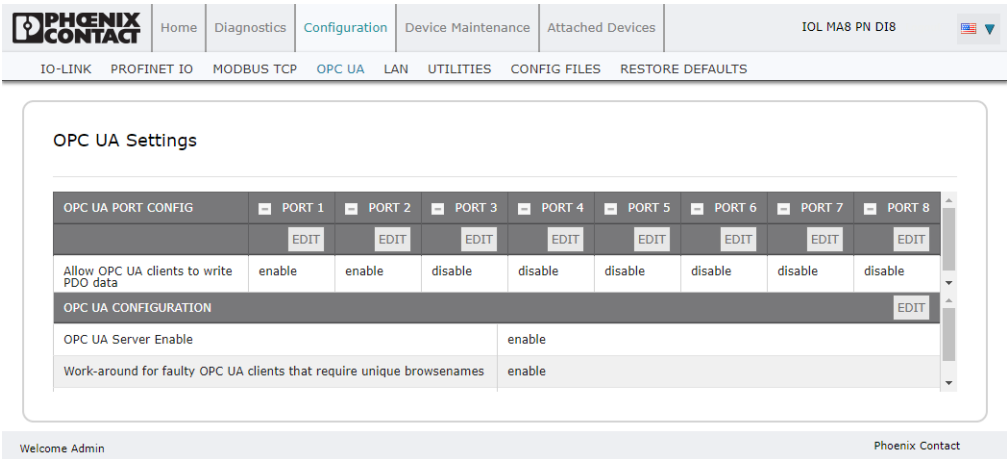 PHŒNIX
CONTACT
Home Diagnostics Configuration Device Maintenance Attached Devices IOL MA8 PN DI8
IO-LINK PROFINET IO MODBUS TCP OPC UA LAN UTILITIES CONFIG FILES RESTORE DEFAULTS
OPC UA Settings
OPC UA PORT CONFIG PORT 1 PORT 2 PORT 3 PORT 4 PORT 5 PORT 6 PORT 7 PORT 8
EDIT EDIT EDIT EDIT EDIT EDIT EDIT EDIT
Allow OPC UA clients to write enable enable disable disable disable disable disable disable
PDO data
OPC UA CONFIGURATION EDIT
OPC UA Server Enable enable
Work-around for faulty OPC UA clients that require unique browsenames enable
Welcome Admin Phoenix Contact